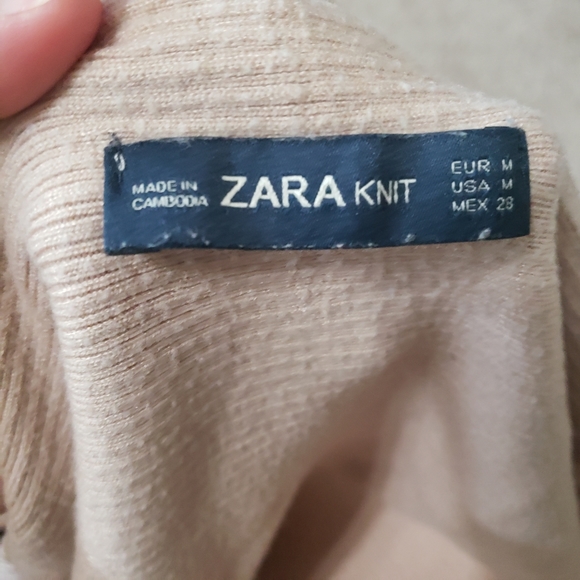 MADE IN
CAMBODIA
ZARA KNIT
EUR M
USA M
MEX 28